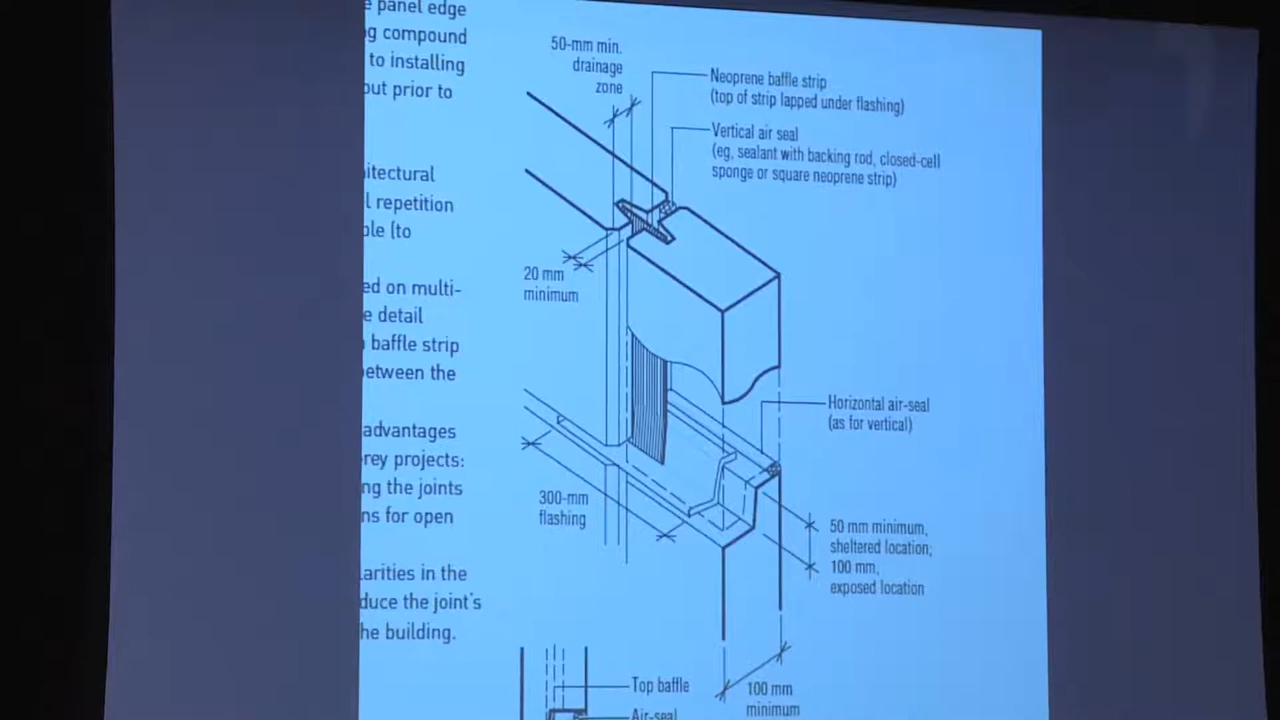 e panel edge
g compound
to installing
out prior to
itectural
l repetition
ble (to
ed on multi-
e detail
baffle strip
etween the
advantages
rey projects:
ng the joints
ns for open
arities in the
duce the joint's
he building.
50-mm min.
drainage
zone
Neoprene baffle strip
(top of strip lapped under flashing)
Vertical air seal
(eg, sealant with backing rod, closed-cell
sponge or square neoprene strip)
20 mm
minimum
Horizontal air-seal
(as for vertical)
300-mm
flashing
50 mm minimum,
sheltered location;
100 mm,
exposed location
100 mm
minimum
Top baffle
Air-seal